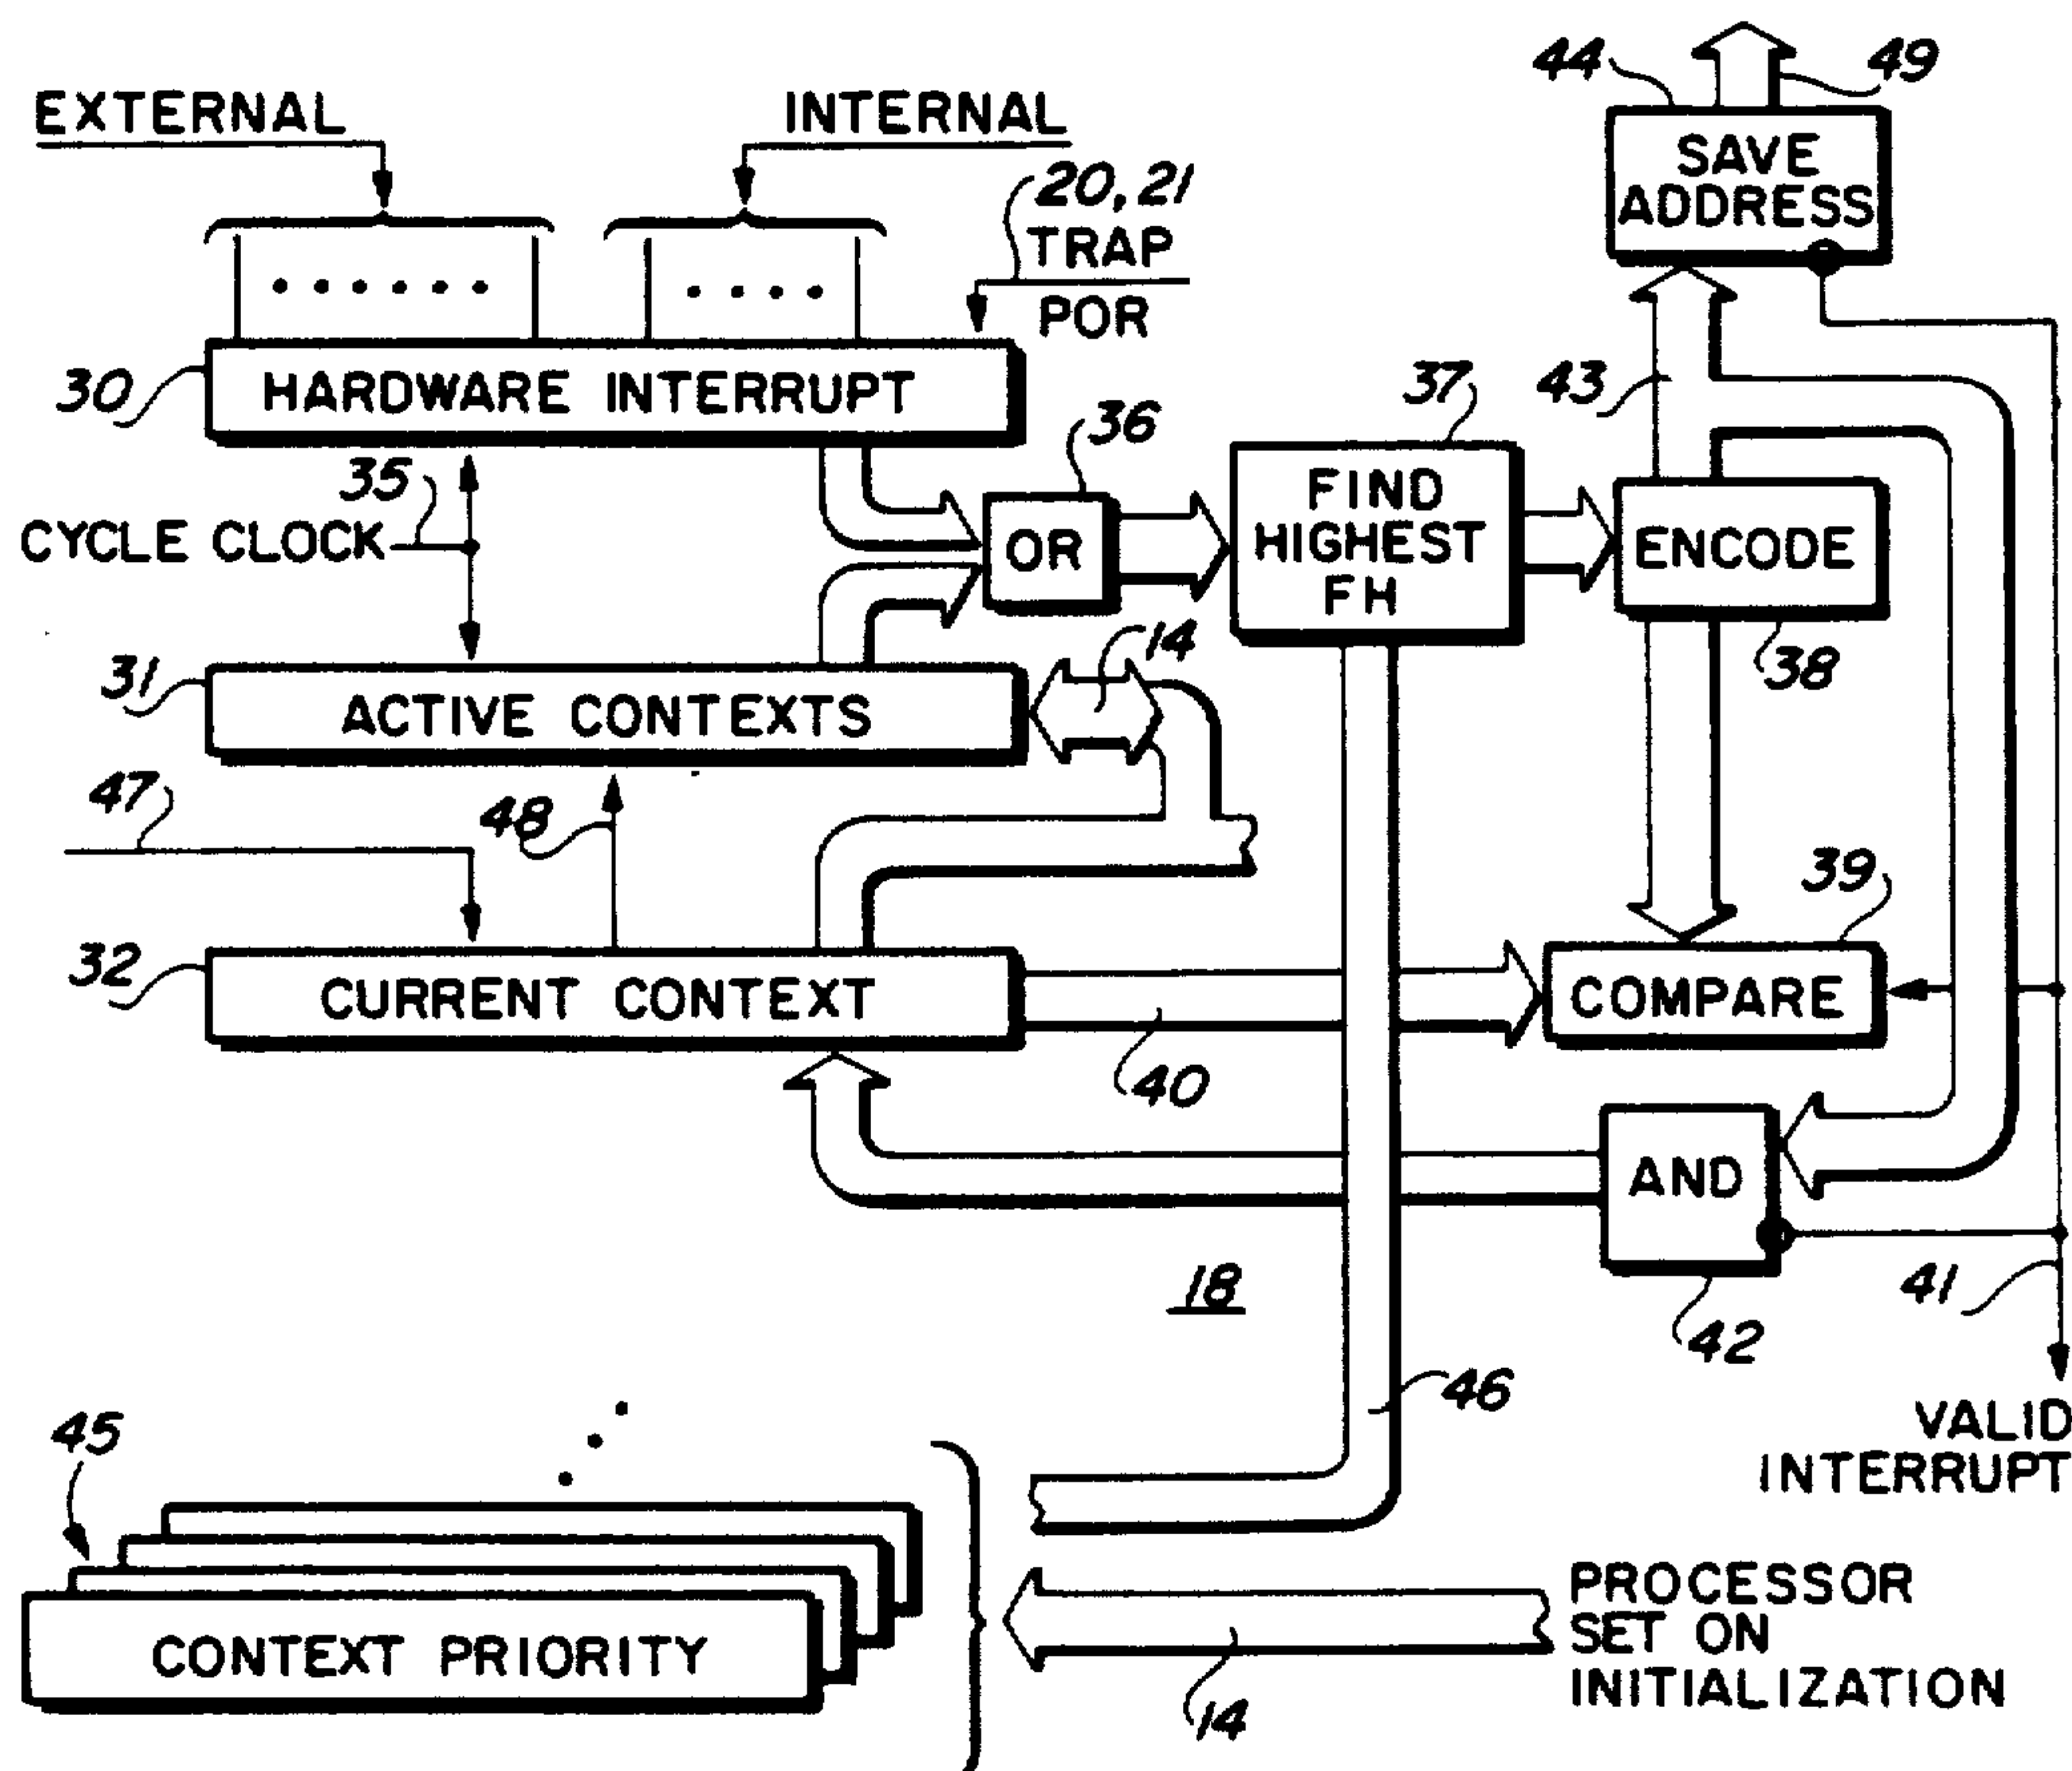 44
49
EXTERNAL
INTERNAL
SAVE
ADDRESS
20, 21
TRAP
POR
30
HARDWARE INTERRUPT
37
43
36
35
CYCLE CLOCK
OR
FIND
HIGHEST
FH
ENCODE
14
38
31
ACTIVE CONTEXTS
47
48
39
32
CURRENT CONTEXT
COMPARE
40
AND
18
41
42
46
VALID
INTERRUPT
45
CONTEXT PRIORITY
PROCESSOR
SET ON
INITIALIZATION
14